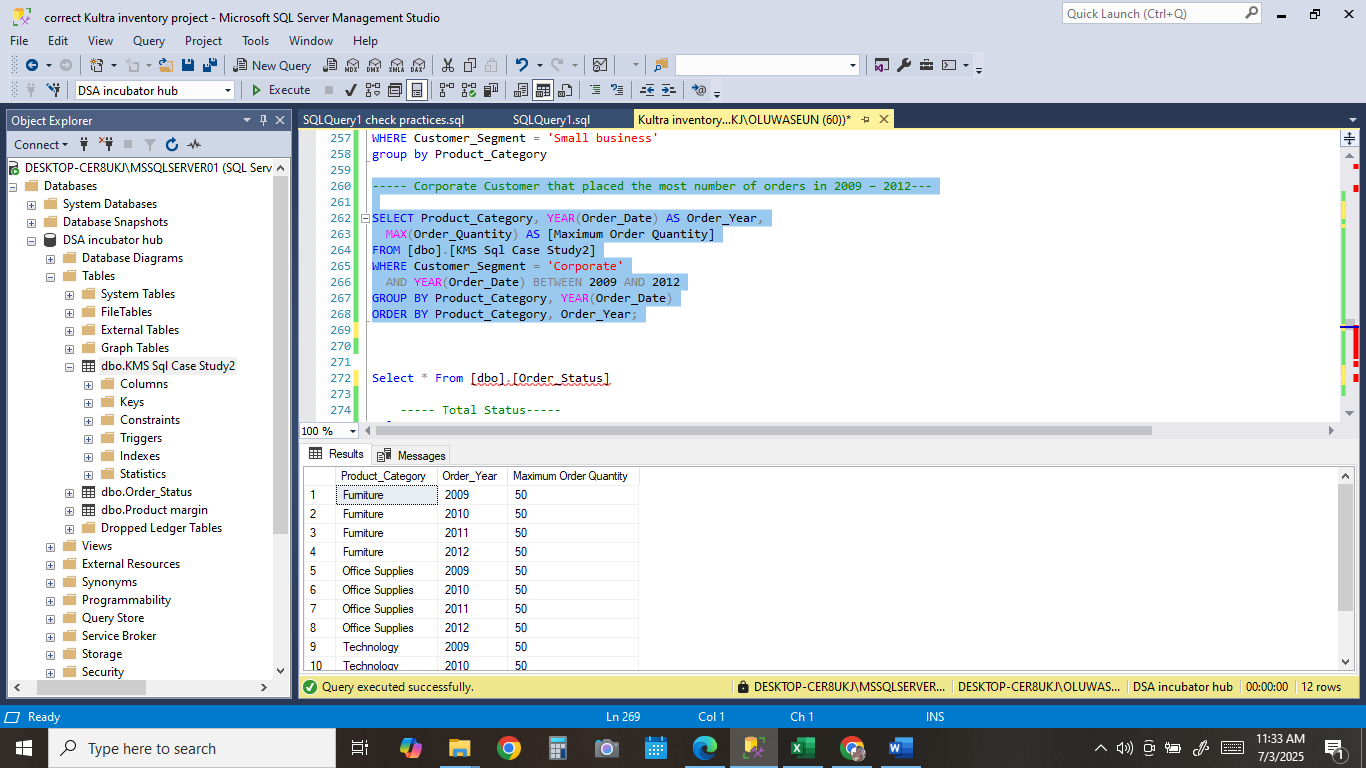 correct Kultra inventory project - Microsoft SQL Server Management Studio
Quick Launch (Ctrl+Q)
File Edit View Query Project Tools Window Help
New Query MDX DMX XMLA DAX
DSA incubator hub Execute
Object Explorer
Connect
DESKTOP-CER8UKJ\MSSQLSERVER01 (SQL Serv
Databases
System Databases
Database Snapshots
DSA incubator hub
Database Diagrams
Tables
System Tables
FileTables
External Tables
Graph Tables
dbo.KMS Sql Case Study2
Columns
Keys
Constraints
Triggers
Indexes
Statistics
dbo.Order_Status
dbo.Product margin
Dropped Ledger Tables
Views
External Resources
Synonyms
Programmability
Query Store
Service Broker
Storage
Security
SQLQuery1 check practices.sql SQLQuery1.sql Kultra inventory...KJ\OLUWASEUN (60))*
257 WHERE Customer_Segment = 'Small business'
258 group by Product_Category
259
260 ----- Corporate Customer that placed the most number of orders in 2009 – 2012---
261
262 SELECT Product_Category, YEAR(Order_Date) AS Order_Year,
263 MAX(Order_Quantity) AS [Maximum Order Quantity]
264 FROM [dbo].[KMS Sql Case Study2]
265 WHERE Customer_Segment = 'Corporate'
266 AND YEAR(Order_Date) BETWEEN 2009 AND 2012
267 GROUP BY Product_Category, YEAR(Order_Date)
268 ORDER BY Product_Category, Order_Year;
269
270
271
272 Select * From [dbo].[Order_Status]
273
274 ----- Total Status-----
100 %
Results Messages
Product_Category Order_Year Maximum Order Quantity
1 Furniture 2009 50
2 Furniture 2010 50
3 Furniture 2011 50
4 Furniture 2012 50
5 Office Supplies 2009 50
6 Office Supplies 2010 50
7 Office Supplies 2011 50
8 Office Supplies 2012 50
9 Technology 2009 50
10 Technology 2010 50
Query executed successfully. DESKTOP-CER8UKJ\MSSQLSERVER... DESKTOP-CER8UKJ\OLUWAS... DSA incubator hub 00:00:00 12 rows
Ready Ln 269 Col 1 Ch 1 INS
Type here to search
11:33 AM
7/3/2025
1